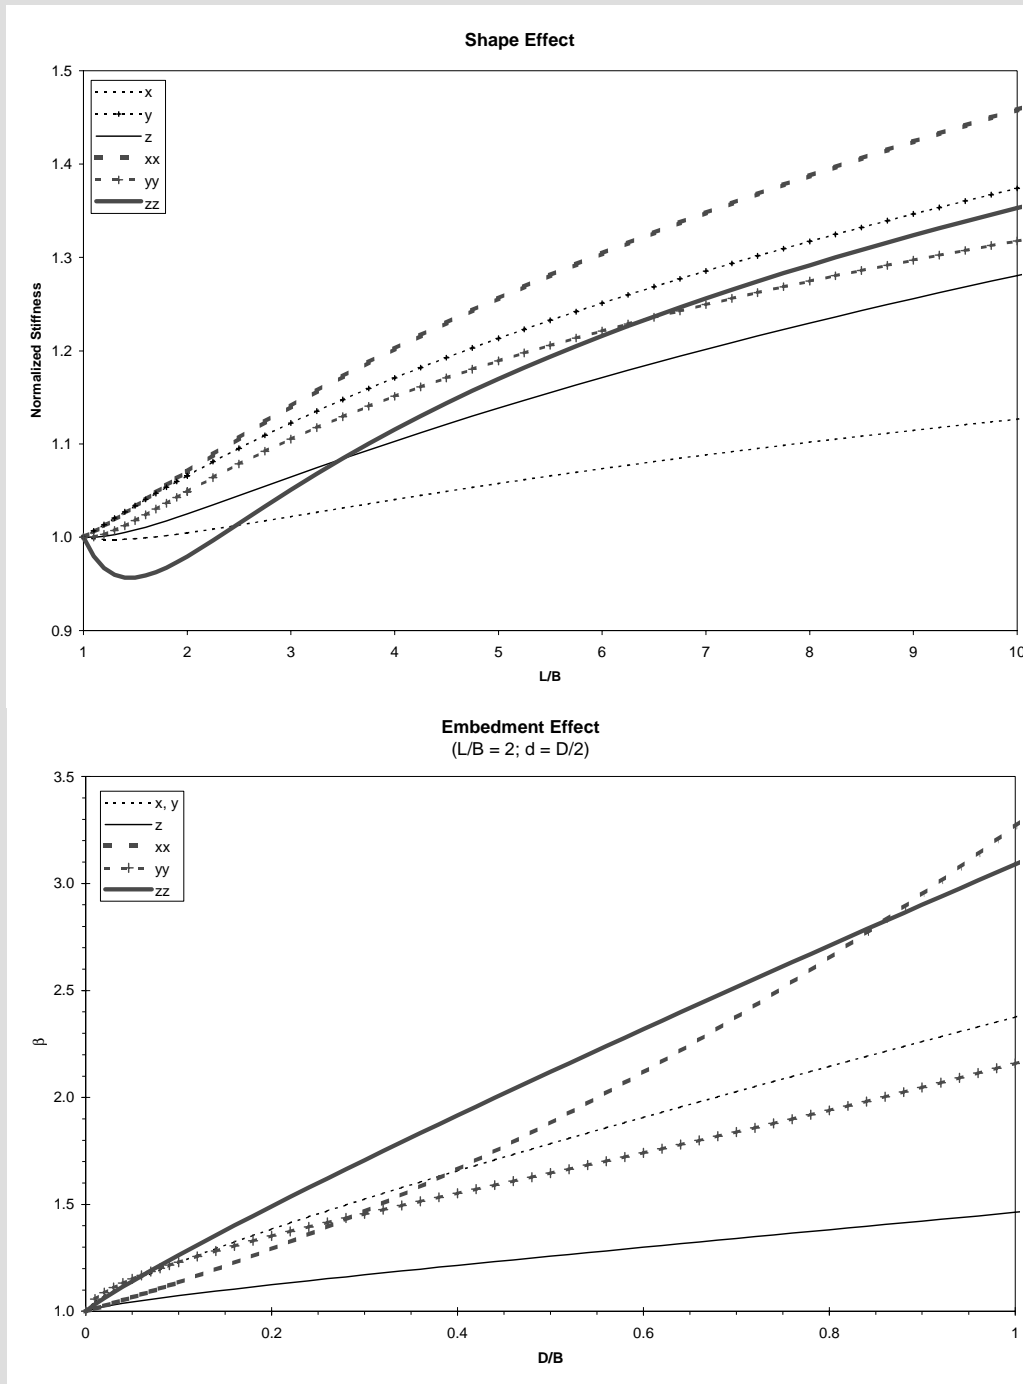 Shape Effect
1.5
x
y
z
xx
yy
zz
1.4
1.3
1.2
1.1
1.0
0.9
Normalized Stiffness
1 2 3 4 5 6 7 8 9 10
L/B
Embedment Effect
(L/B = 2; d = D/2)
3.5
x, y
z
xx
yy
zz
3.0
2.5
2.0
1.5
1.0
β
0 0.2 0.4 0.6 0.8 1
D/B